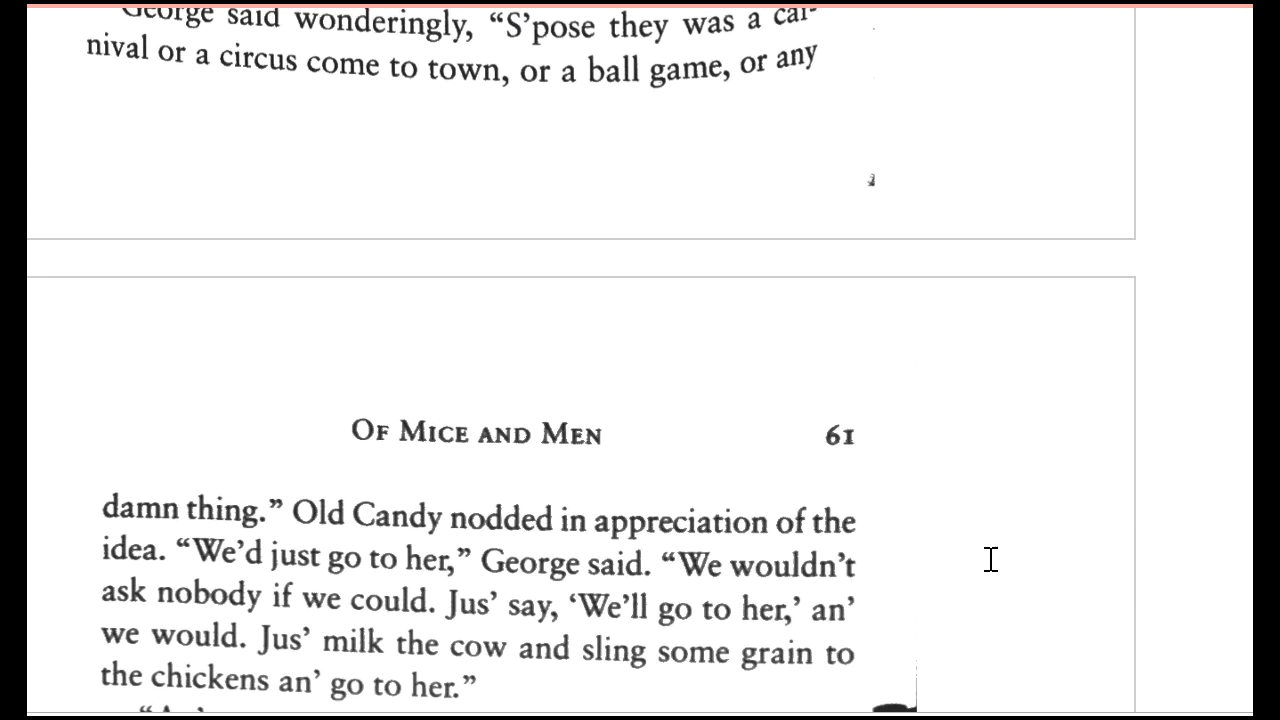 George said wonderingly, “S’pose they was a car-
nival or a circus come to town, or a ball game, or any
OF MICE AND MEN 61
damn thing.” Old Candy nodded in appreciation of the
idea. “We’d just go to her,” George said. “We wouldn’t
ask nobody if we could. Jus’ say, ‘We’ll go to her,’ an’
we would. Jus’ milk the cow and sling some grain to
the chickens an’ go to her.”